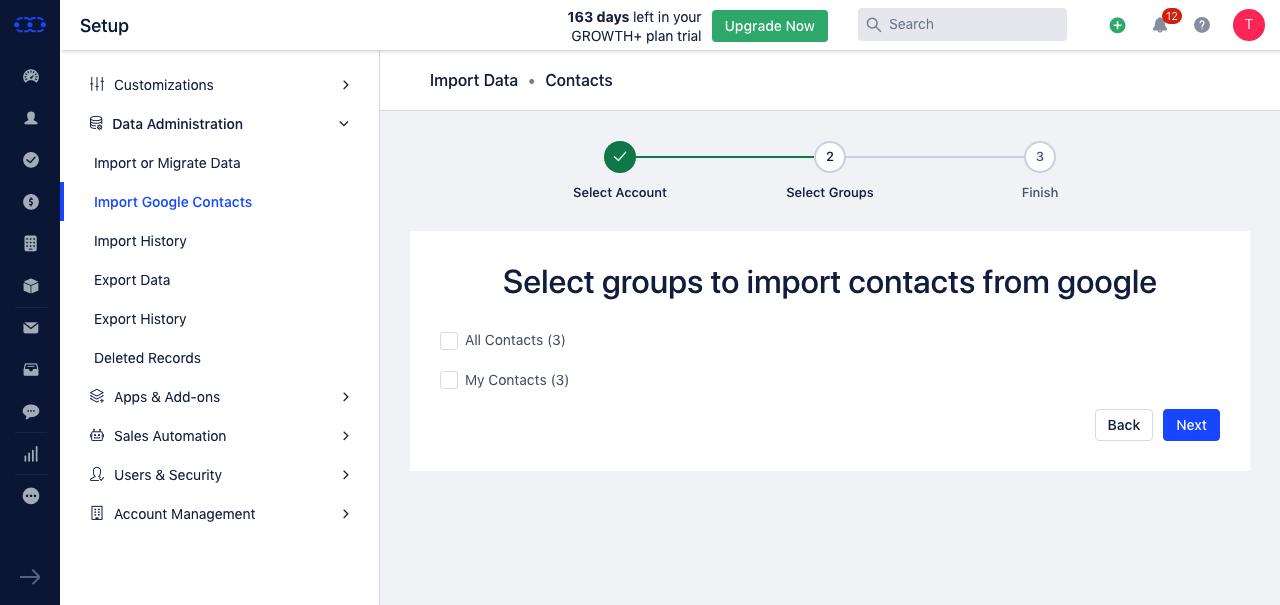 Setup
163 days left in your
GROWTH+ plan trial
Upgrade Now
Search
12
T
Customizations
Data Administration
Import or Migrate Data
Import Google Contacts
Import History
Export Data
Export History
Deleted Records
Apps & Add-ons
Sales Automation
Users & Security
Account Management
Import Data • Contacts
2
3
Select Account
Select Groups
Finish
Select groups to import contacts from google
All Contacts (3)
My Contacts (3)
Back
Next